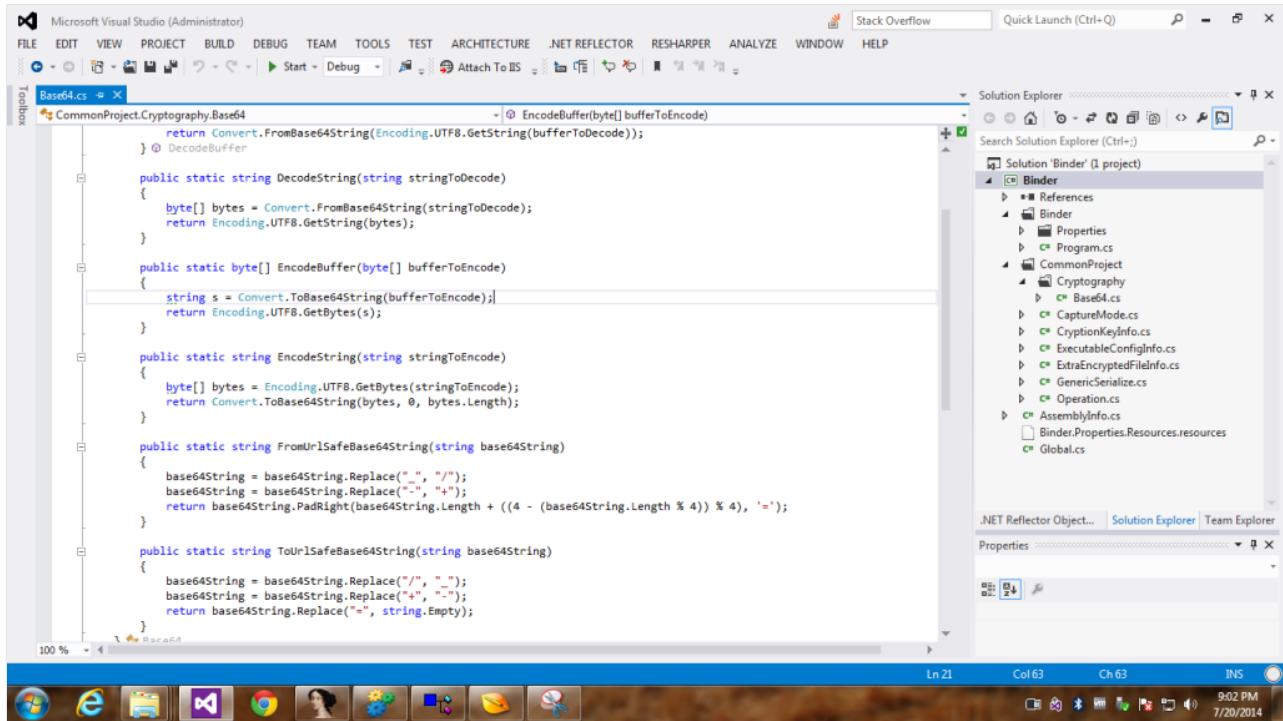 Microsoft Visual Studio (Administrator)
Stack Overflow
Quick Launch (Ctrl+Q)
FILE EDIT VIEW PROJECT BUILD DEBUG TEAM TOOLS TEST ARCHITECTURE .NET REFLECTOR RESHARPER ANALYZE WINDOW HELP
Start Debug Attach To IIS
Toolbox
Base64.cs
CommonProject.Cryptography.Base64
EncodeBuffer(byte[] bufferToEncode)
return Convert.FromBase64String(Encoding.UTF8.GetString(bufferToDecode));
} DecodeBuffer
public static string DecodeString(string stringToDecode)
{
byte[] bytes = Convert.FromBase64String(stringToDecode);
return Encoding.UTF8.GetString(bytes);
}
public static byte[] EncodeBuffer(byte[] bufferToEncode)
{
string s = Convert.ToBase64String(bufferToEncode);
return Encoding.UTF8.GetBytes(s);
}
public static string EncodeString(string stringToEncode)
{
byte[] bytes = Encoding.UTF8.GetBytes(stringToEncode);
return Convert.ToBase64String(bytes, 0, bytes.Length);
}
public static string FromUrlSafeBase64String(string base64String)
{
base64String = base64String.Replace("_", "/");
base64String = base64String.Replace("-", "+");
return base64String.PadRight(base64String.Length + ((4 - (base64String.Length % 4)) % 4), '=');
}
public static string ToUrlSafeBase64String(string base64String)
{
base64String = base64String.Replace("/", "_");
base64String = base64String.Replace("+", "-");
return base64String.Replace("=", string.Empty);
}
} Base64
100 %
Solution Explorer
Search Solution Explorer (Ctrl+;)
Solution 'Binder' (1 project)
C# Binder
References
Binder
Properties
C# Program.cs
CommonProject
Cryptography
C# Base64.cs
C# CaptureMode.cs
C# CryptionKeyInfo.cs
C# ExecutableConfigInfo.cs
C# ExtraEncryptedFileInfo.cs
C# GenericSerialize.cs
C# Operation.cs
C# AssemblyInfo.cs
Binder.Properties.Resources.resources
C# Global.cs
.NET Reflector Object... Solution Explorer Team Explorer
Properties
Ln 21 Col 63 Ch 63 INS
9:02 PM
7/20/2014